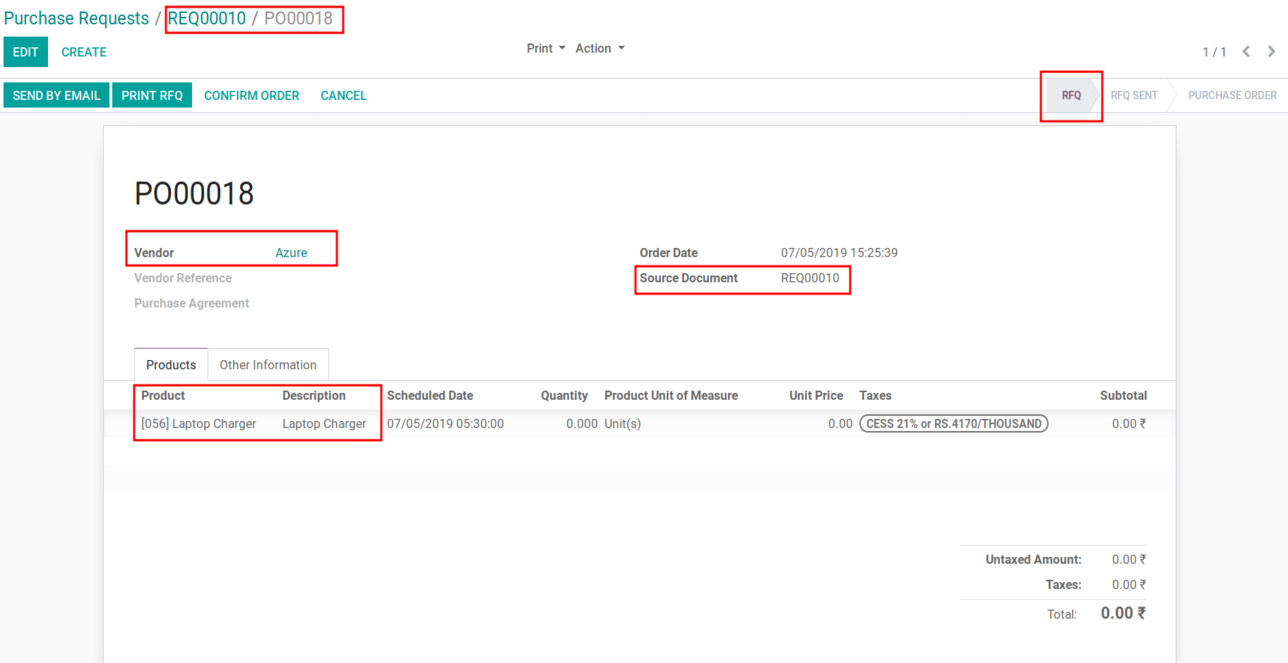 Purchase Requests / REQ00010 / PO00018
EDIT CREATE Print Action 1 / 1
SEND BY EMAIL PRINT RFQ CONFIRM ORDER CANCEL RFQ RFQ SENT PURCHASE ORDER
PO00018
Vendor Azure Order Date 07/05/2019 15:25:39
Vendor Reference Source Document REQ00010
Purchase Agreement
Products Other Information
Product Description Scheduled Date Quantity Product Unit of Measure Unit Price Taxes Subtotal
[056] Laptop Charger Laptop Charger 07/05/2019 05:30:00 0.000 Unit(s) 0.00 CESS 21% or RS.4170/THOUSAND 0.00 ₹
Untaxed Amount: 0.00 ₹
Taxes: 0.00 ₹
Total: 0.00 ₹